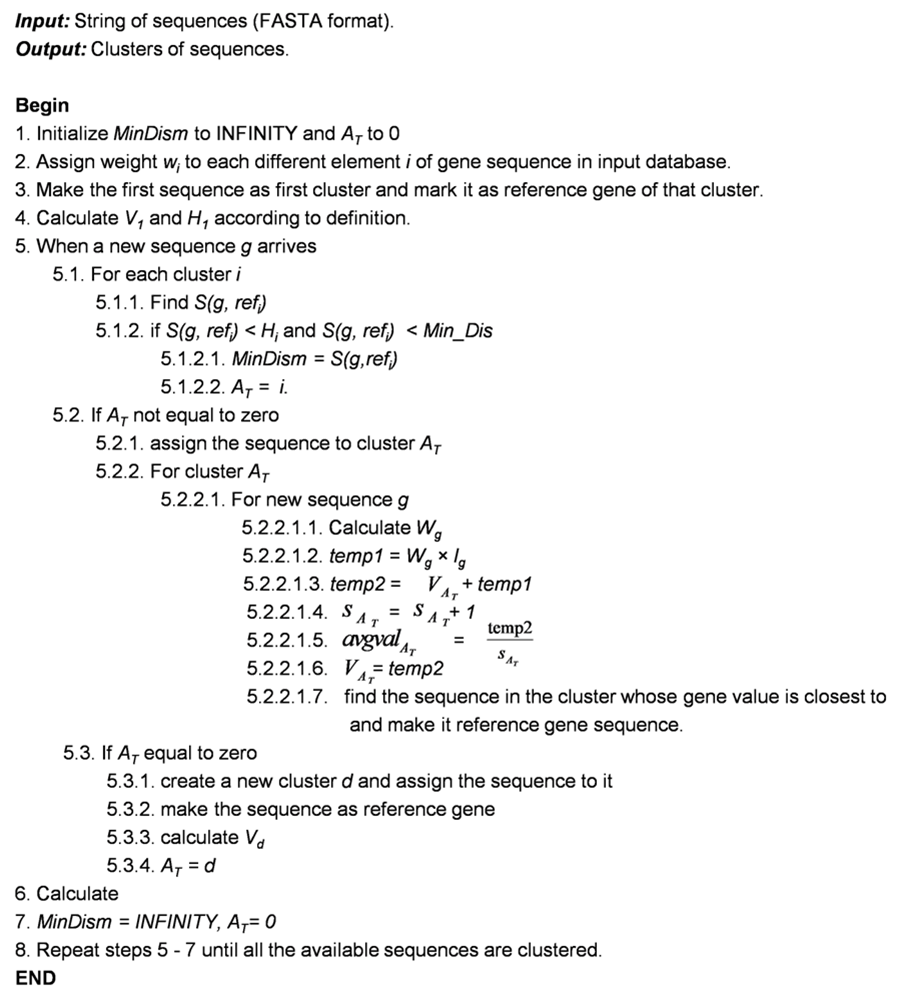 Input: String of sequences (FASTA format).
Output: Clusters of sequences.
Begin
1. Initialize MinDism to INFINITY and A_T to 0
2. Assign weight w_i to each different element i of gene sequence in input database.
3. Make the first sequence as first cluster and mark it as reference gene of that cluster.
4. Calculate V_1 and H_1 according to definition.
5. When a new sequence g arrives
5.1. For each cluster i
5.1.1. Find S(g, ref_i)
5.1.2. if S(g, ref_i) < H_i and S(g, ref_i) < Min_Dis
5.1.2.1. MinDism = S(g,ref_i)
5.1.2.2. A_T = i.
5.2. If A_T not equal to zero
5.2.1. assign the sequence to cluster A_T
5.2.2. For cluster A_T
5.2.2.1. For new sequence g
5.2.2.1.1. Calculate W_g
5.2.2.1.2. temp1 = W_g × l_g
5.2.2.1.3. temp2 = V_{A_T} + temp1
5.2.2.1.4. s_{A_T} = s_{A_T} + 1
5.2.2.1.5. avgval_{A_T} = temp2 / s_{A_T}
5.2.2.1.6. V_{A_T} = temp2
5.2.2.1.7. find the sequence in the cluster whose gene value is closest to
and make it reference gene sequence.
5.3. If A_T equal to zero
5.3.1. create a new cluster d and assign the sequence to it
5.3.2. make the sequence as reference gene
5.3.3. calculate V_d
5.3.4. A_T = d
6. Calculate
7. MinDism = INFINITY, A_T= 0
8. Repeat steps 5 - 7 until all the available sequences are clustered.
END